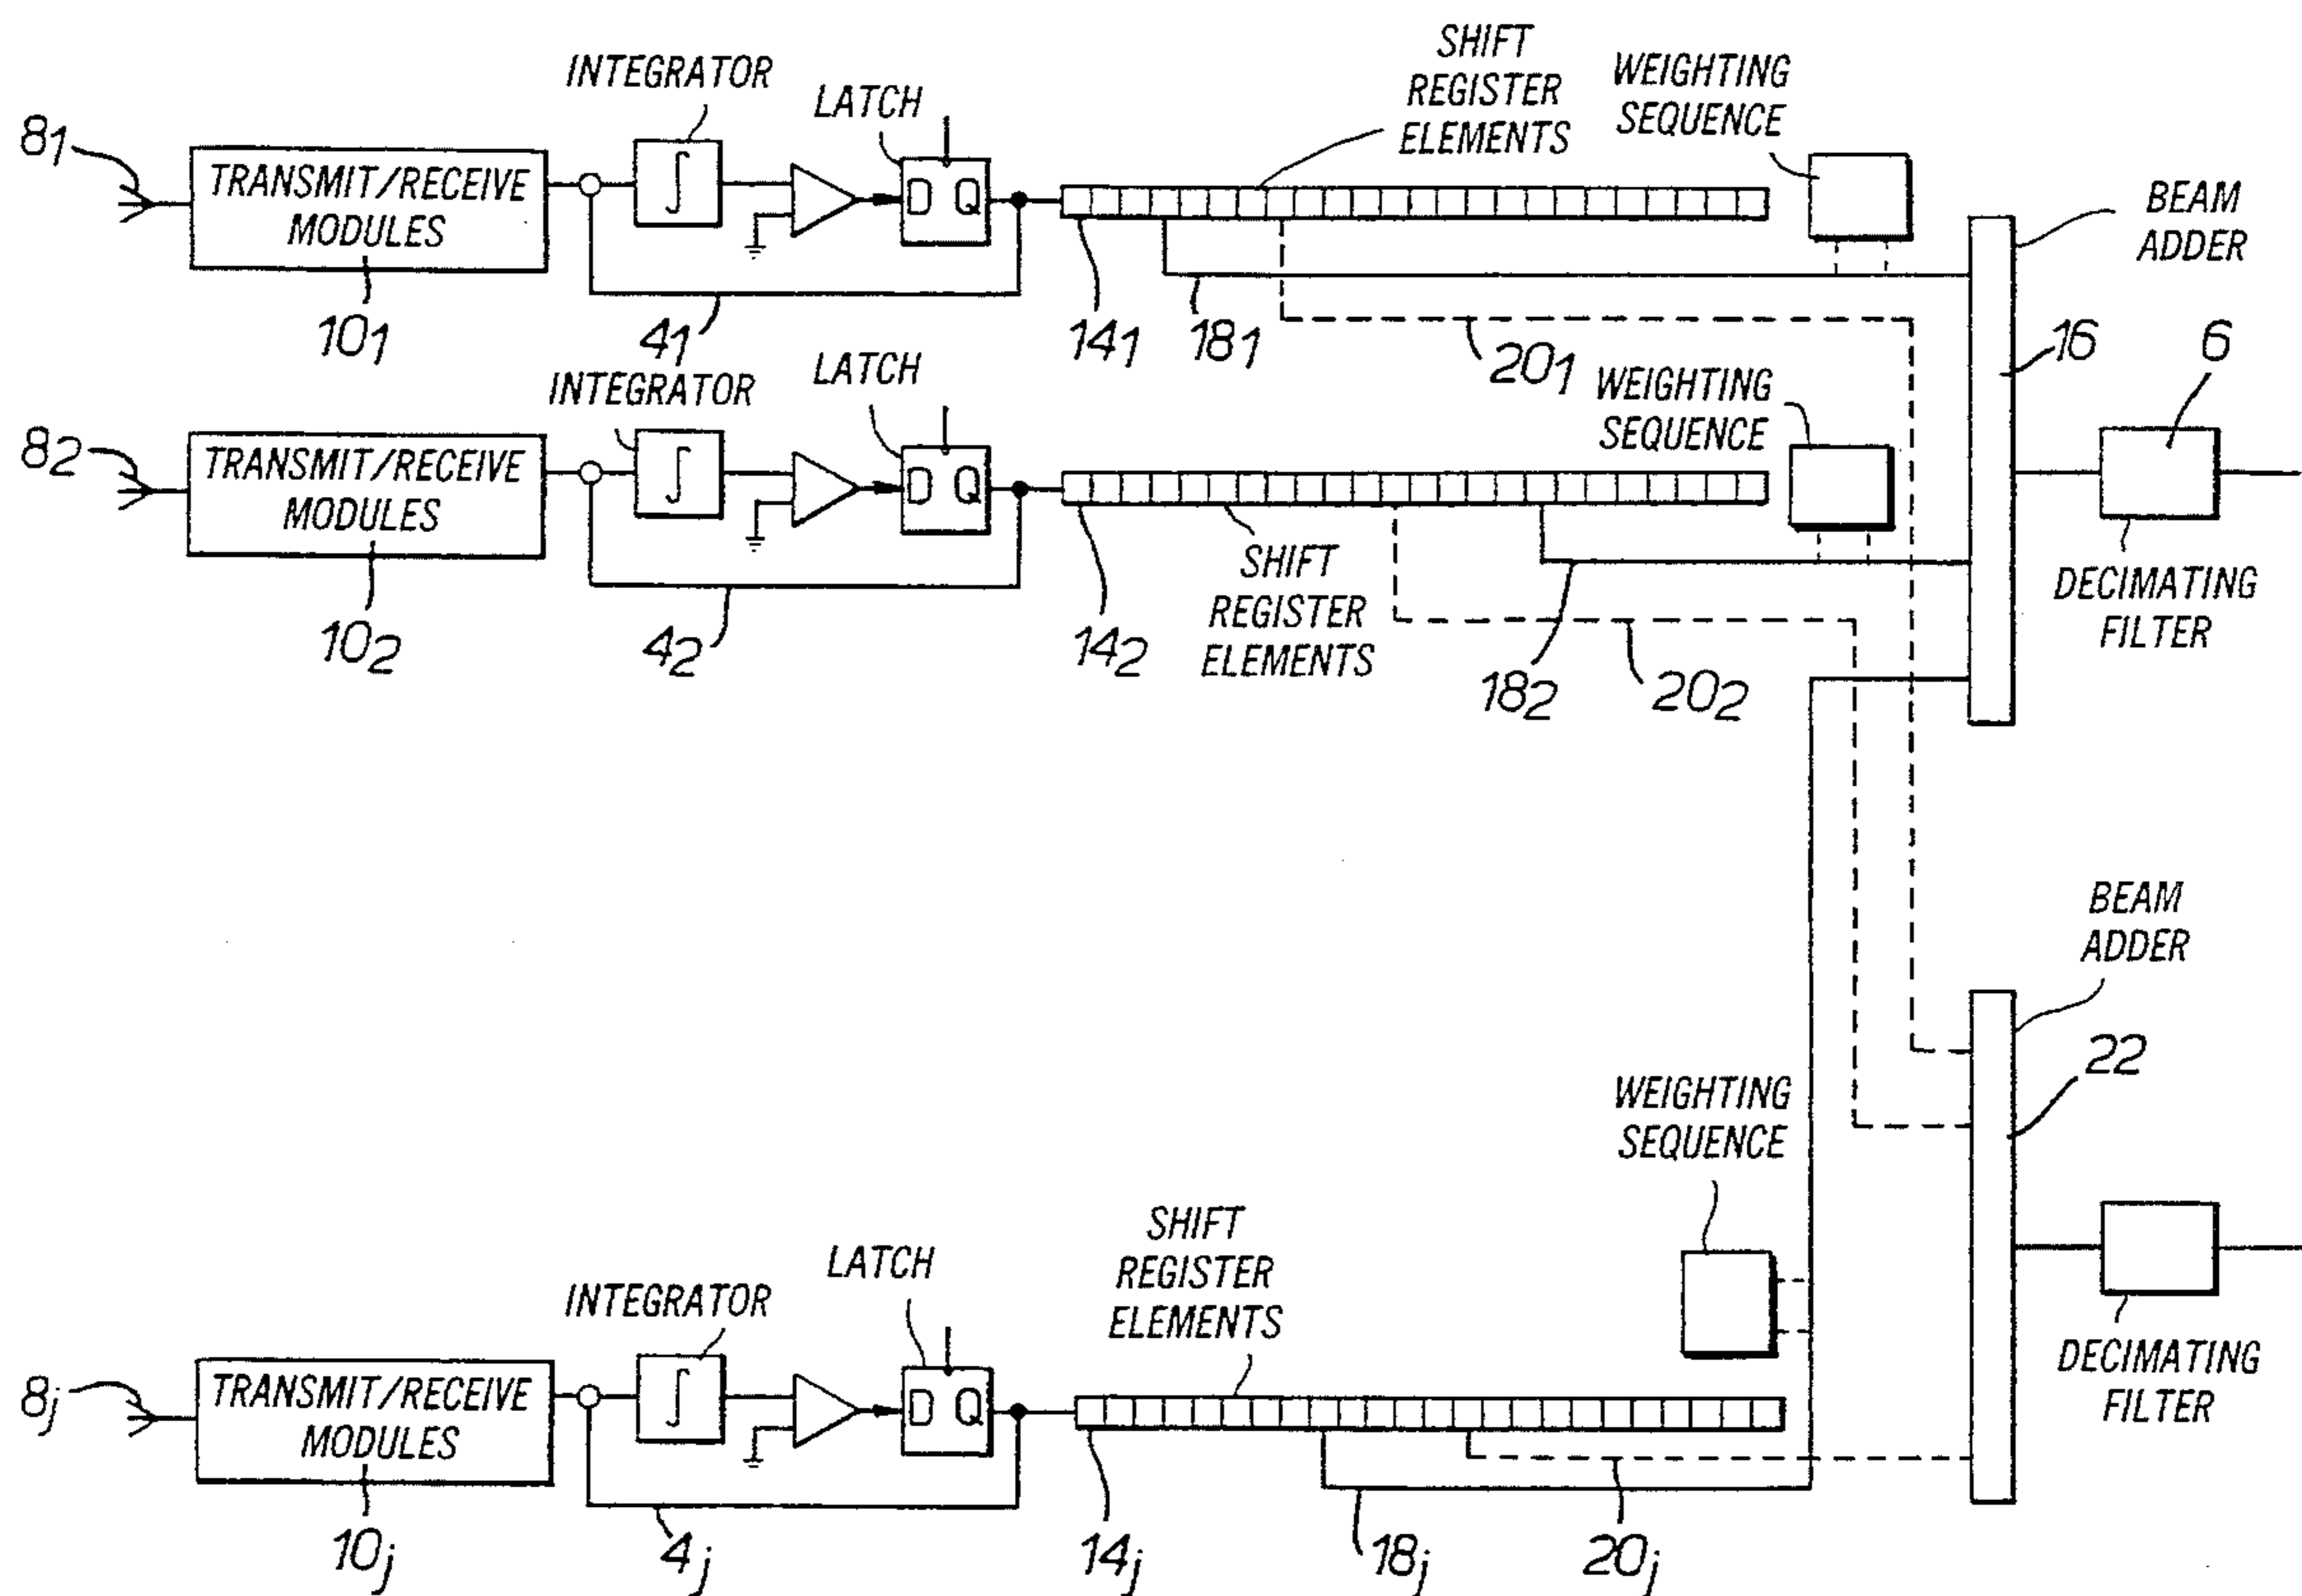 SHIFT
REGISTER
ELEMENTS
WEIGHTING
SEQUENCE
INTEGRATOR
LATCH
8₁
TRANSMIT/RECEIVE
MODULES
∫
D Q
BEAM
ADDER
10₁
4₁
14₁
18₁
20₁
16
6
INTEGRATOR
LATCH
WEIGHTING
SEQUENCE
8₂
TRANSMIT/RECEIVE
MODULES
∫
D Q
SHIFT
REGISTER
ELEMENTS
DECIMATING
FILTER
10₂
4₂
14₂
18₂
20₂
BEAM
ADDER
22
WEIGHTING
SEQUENCE
SHIFT
REGISTER
ELEMENTS
INTEGRATOR
LATCH
8j
TRANSMIT/RECEIVE
MODULES
∫
D Q
DECIMATING
FILTER
10j
4j
14j
18j
20j